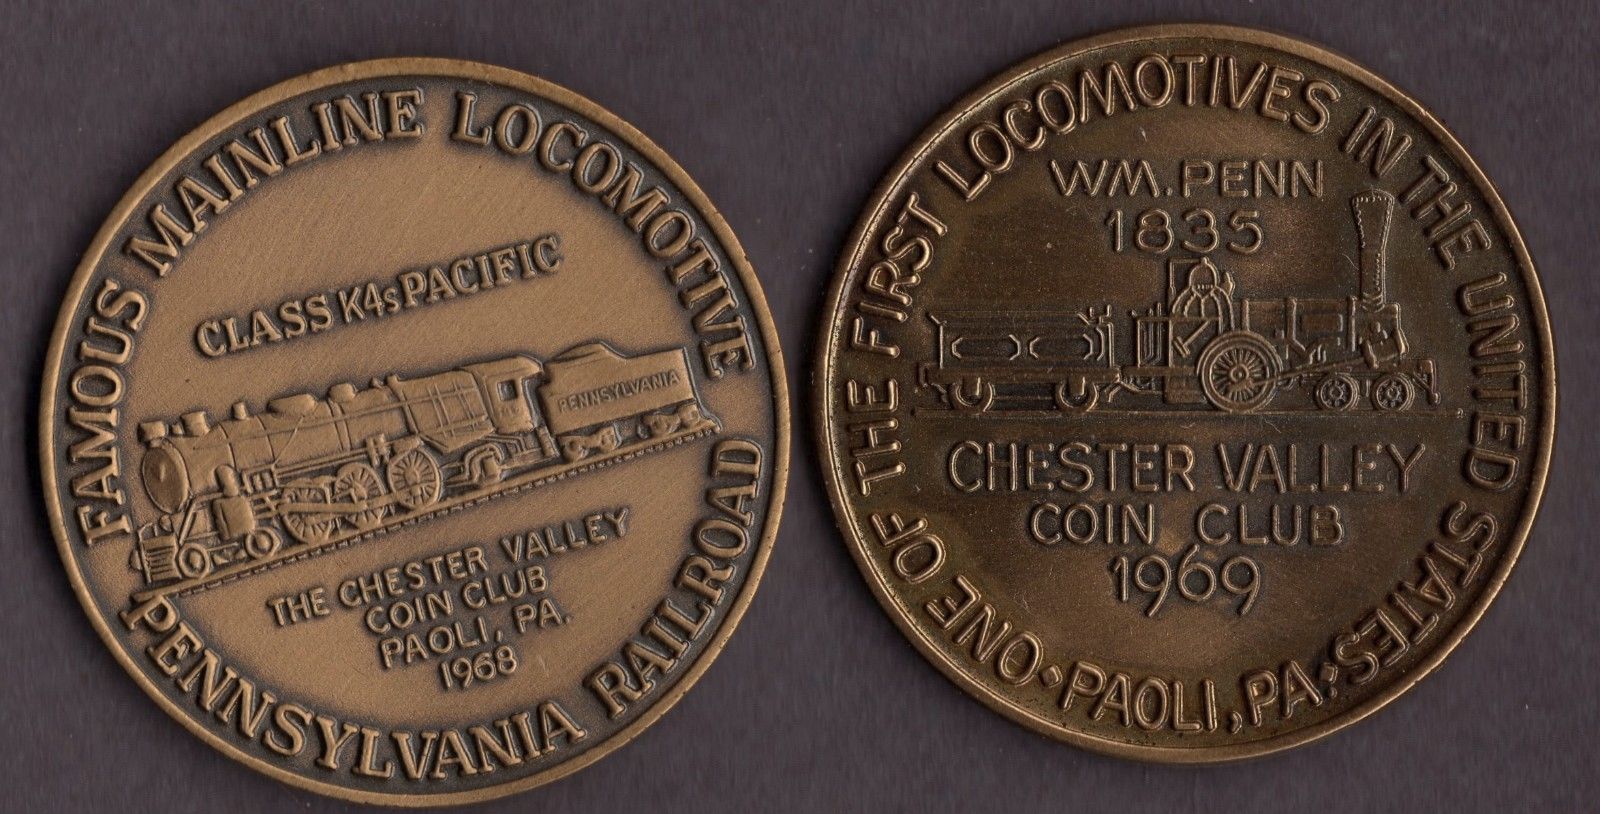 FAMOUS MAINLINE LOCOMOTIVE
CLASS K4s PACIFIC
PENNSYLVANIA
THE CHESTER VALLEY
COIN CLUB
PAOLI, PA.
1968
PENNSYLVANIA RAILROAD
ONE OF THE FIRST LOCOMOTIVES IN THE UNITED STATES
WM. PENN
1835
CHESTER VALLEY
COIN CLUB
1969
PAOLI, PA.